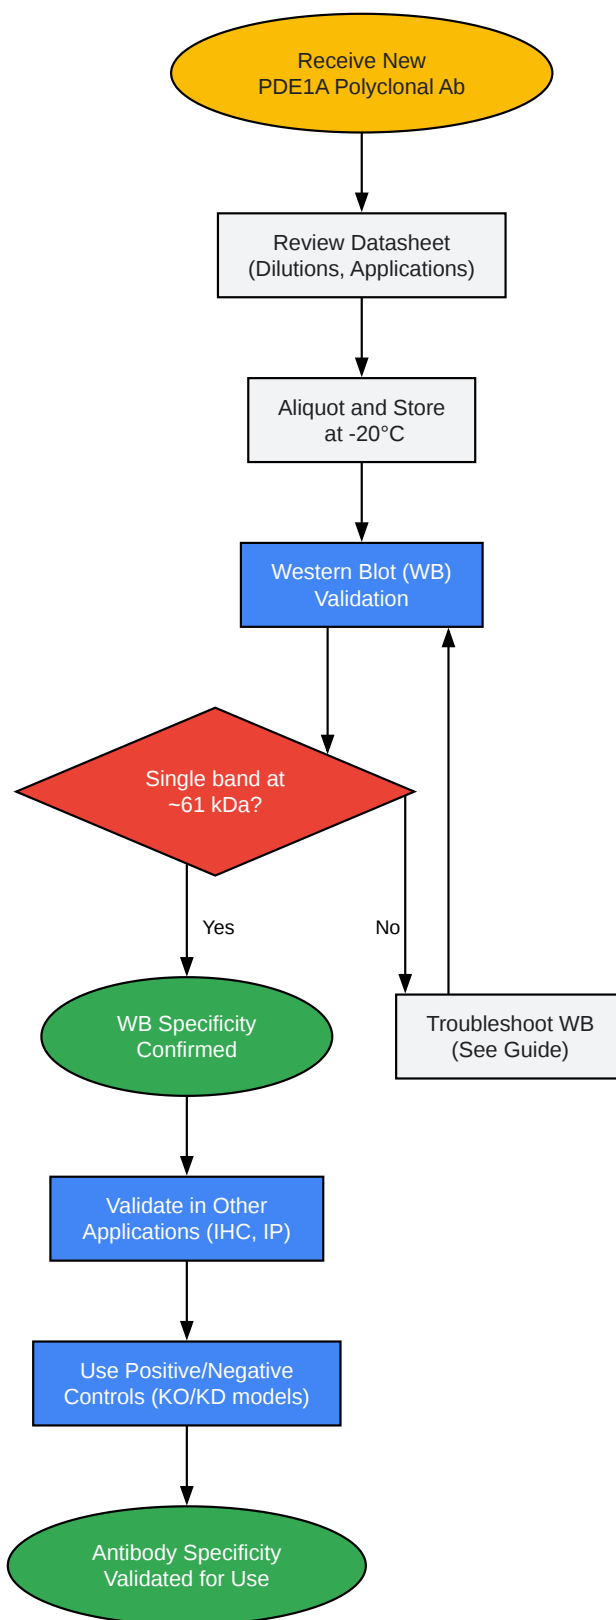 Receive New
PDE1A Polyclonal Ab
Review Datasheet
(Dilutions, Applications)
Aliquot and Store
at -20°C
Western Blot (WB)
Validation
Single band at
~61 kDa?
Yes
No
WB Specificity
Confirmed
Troubleshoot WB
(See Guide)
Validate in Other
Applications (IHC, IP)
Use Positive/Negative
Controls (KO/KD models)
Antibody Specificity
Validated for Use